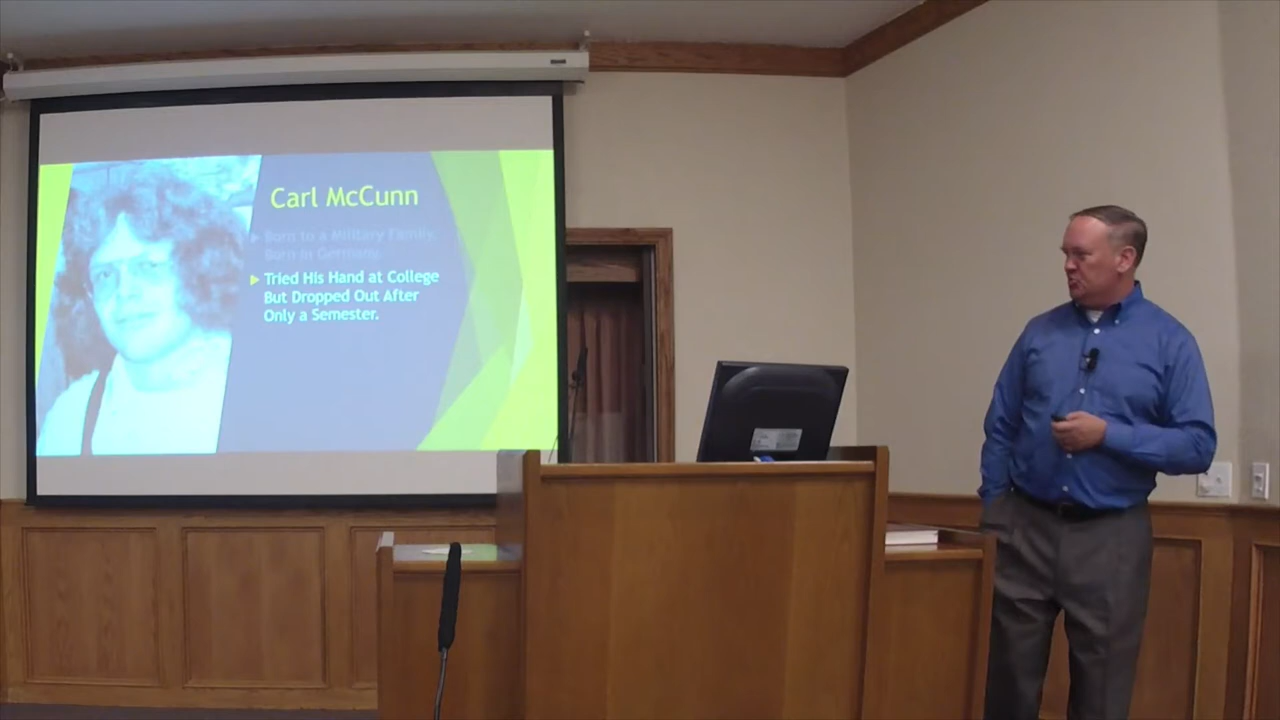 Carl McCunn
Born to a Military Family.
Born in Germany
Tried His Hand at College
But Dropped Out After
Only a Semester.